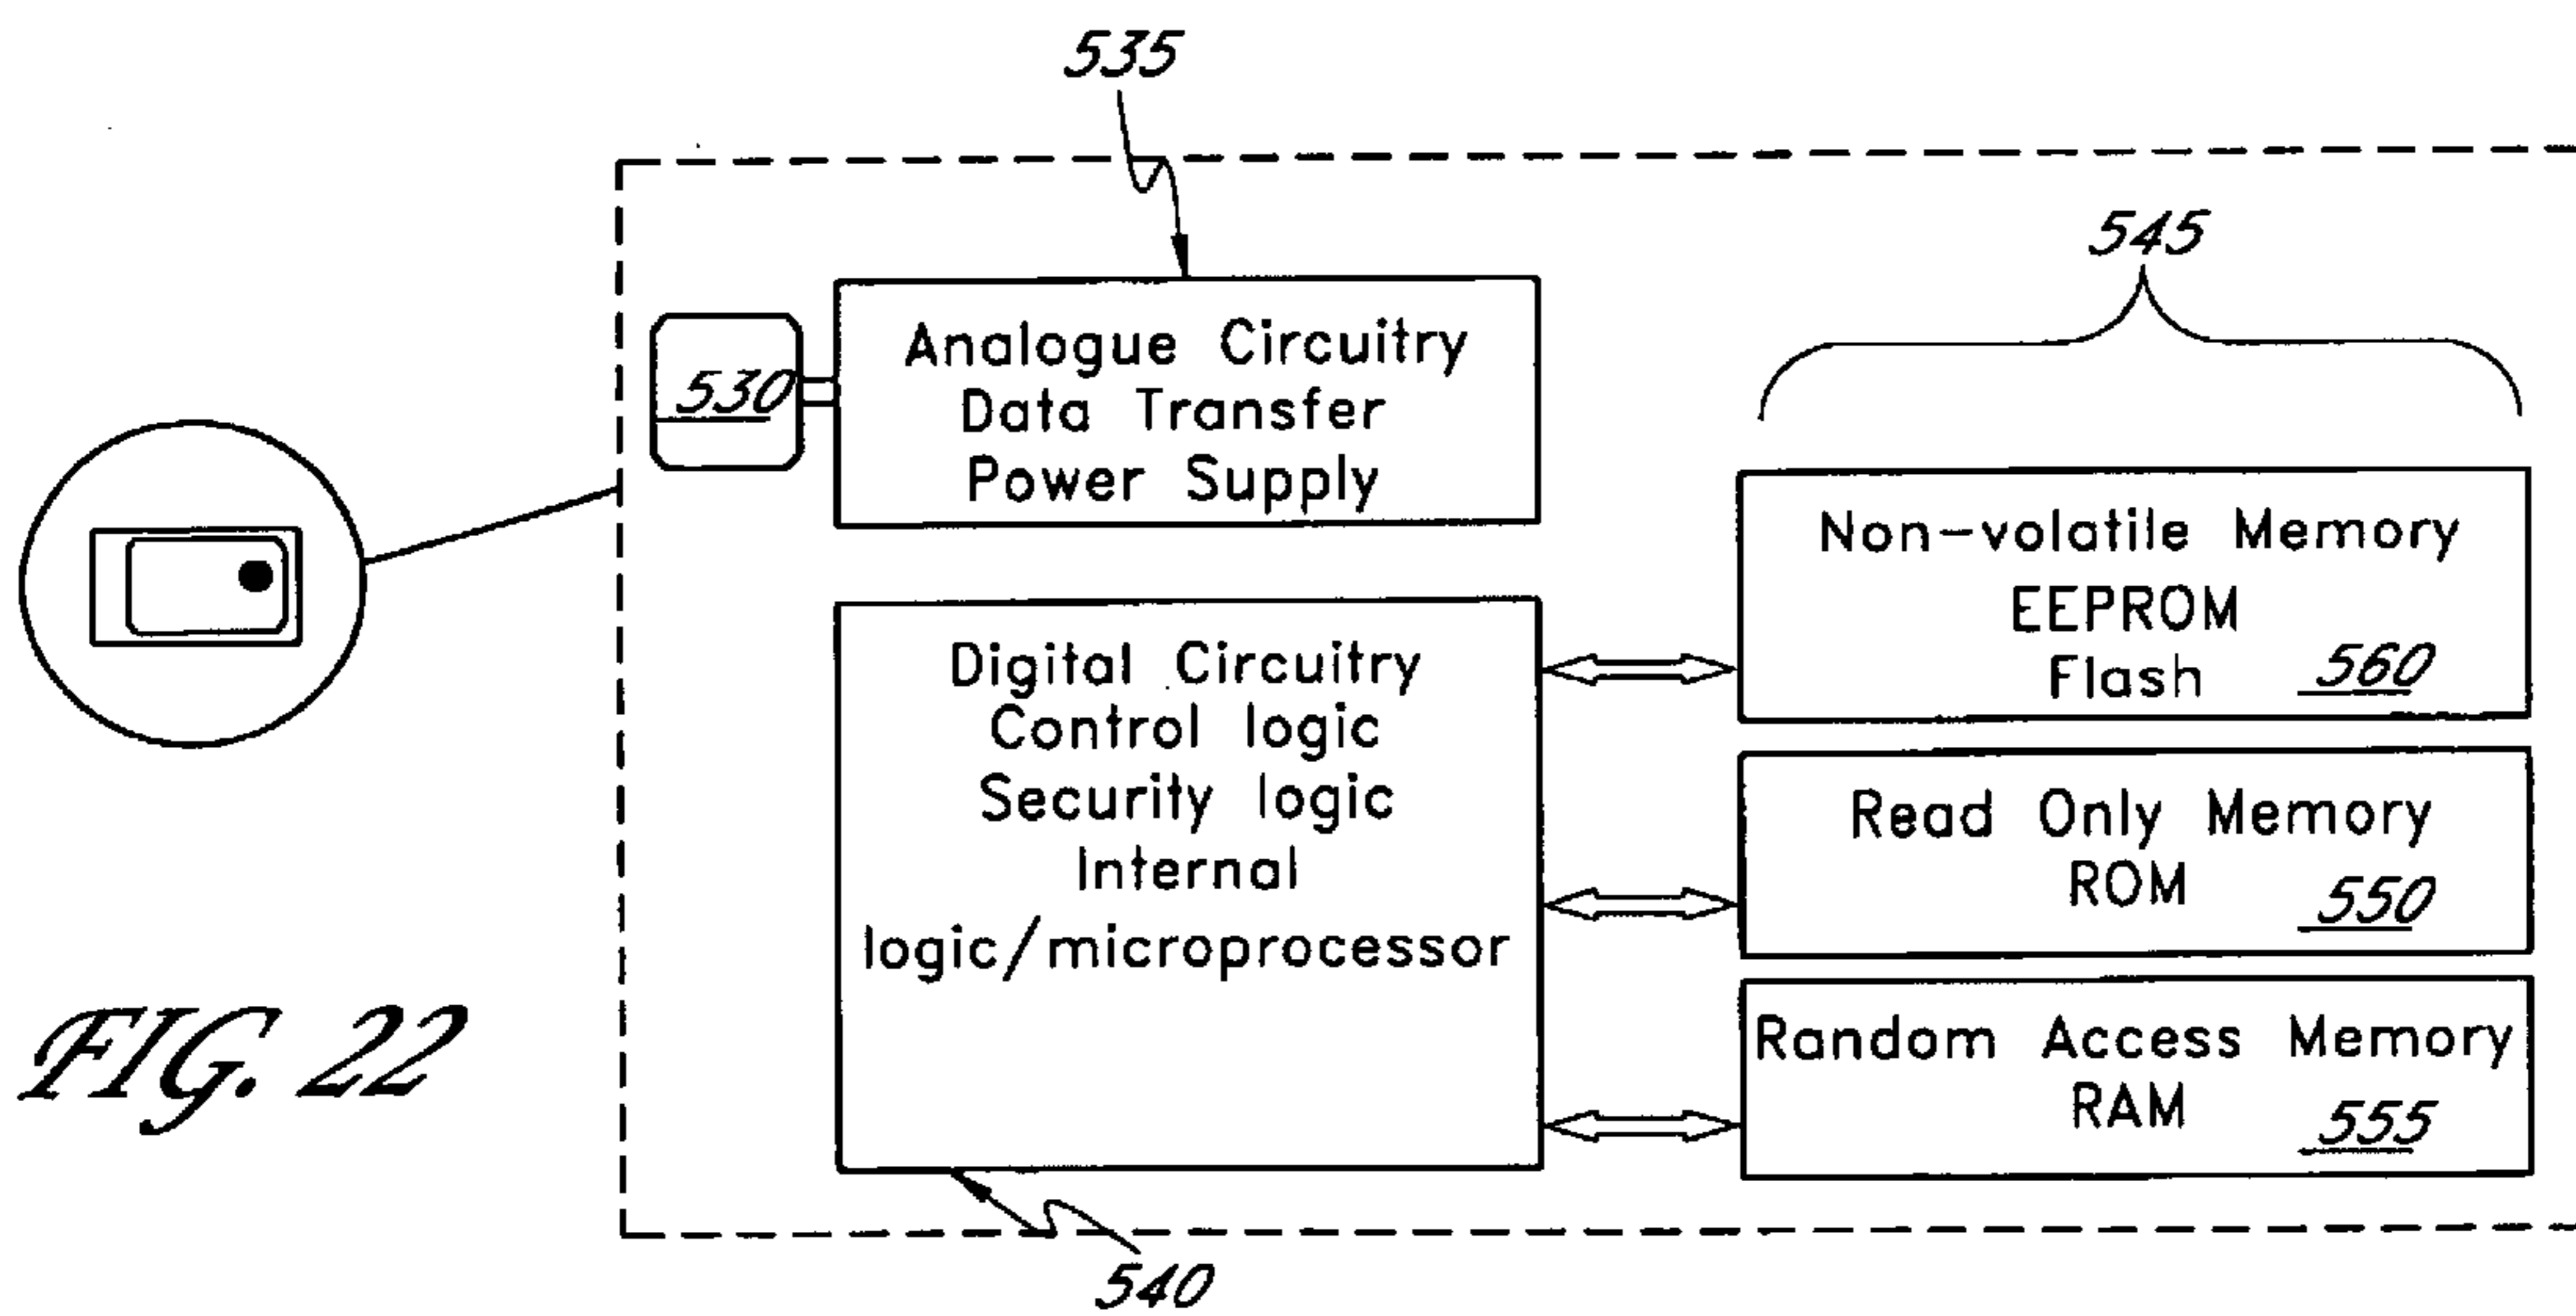 535
545
530
Analogue Circuitry
Data Transfer
Power Supply
Non-volatile Memory
EEPROM
Flash 560
Digital Circuitry
Control logic
Security logic
Internal
logic/microprocessor
Read Only Memory
ROM 550
Random Access Memory
RAM 555
540
FIG. 22